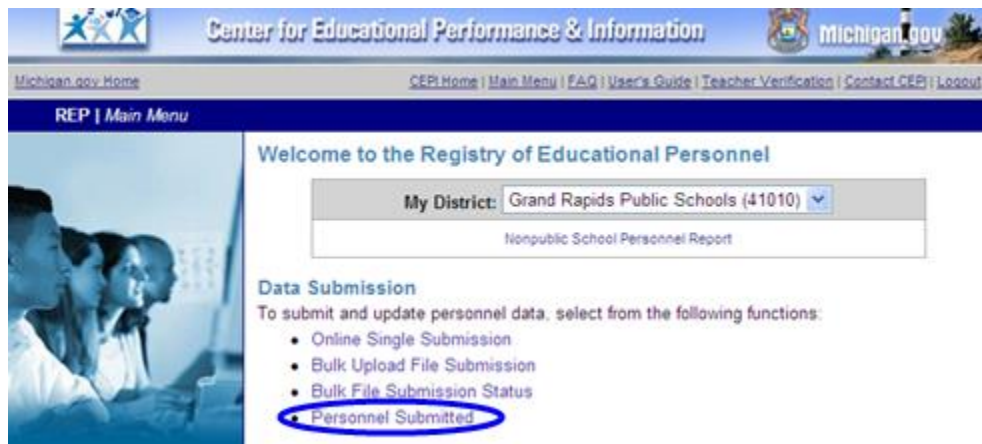 Center for Educational Performance & Information
Michigan.gov
Michigan.gov Home
CEPI Home | Main Menu | FAQ | User's Guide | Teacher Verification | Contact CEPI | Logout
REP | Main Menu
Welcome to the Registry of Educational Personnel
My District: Grand Rapids Public Schools (41010)
Nonpublic School Personnel Report
Data Submission
To submit and update personnel data, select from the following functions:
• Online Single Submission
• Bulk Upload File Submission
• Bulk File Submission Status
• Personnel Submitted